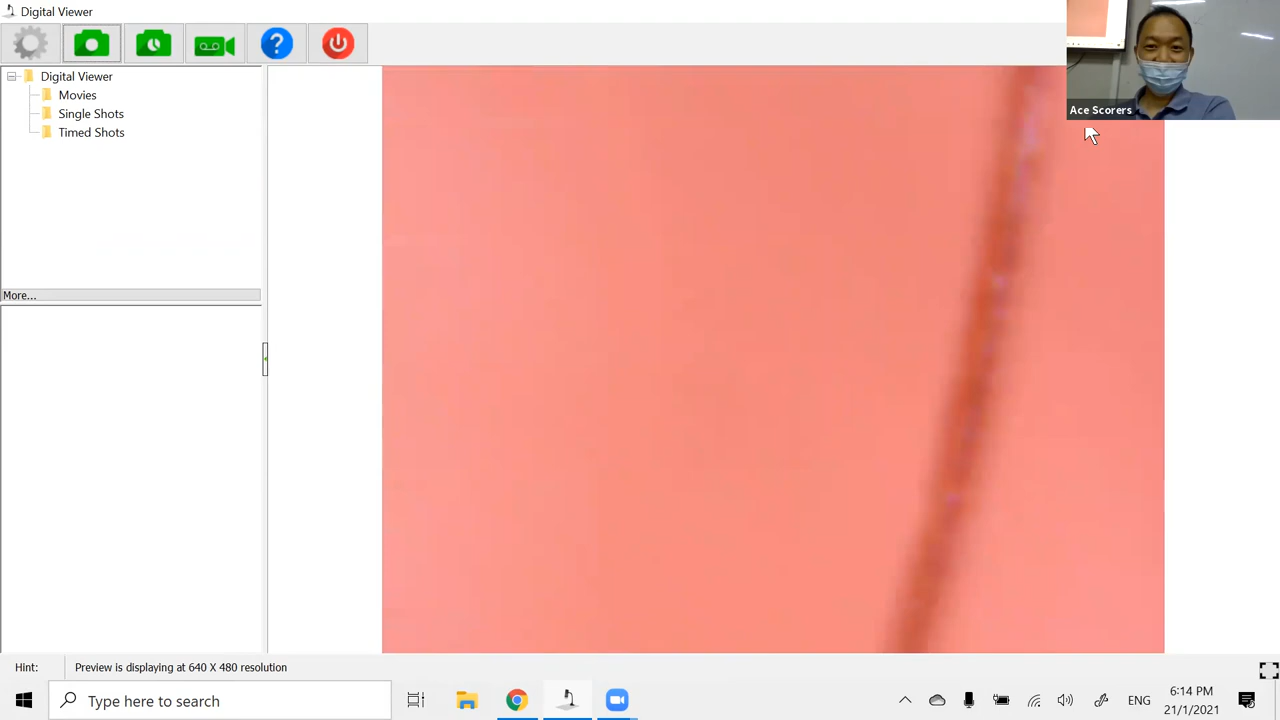 Digital Viewer
Digital Viewer
Movies
Single Shots
Timed Shots
More...
Ace Scorers
Hint:
Preview is displaying at 640 X 480 resolution
Type here to search
ENG
6:14 PM
21/1/2021